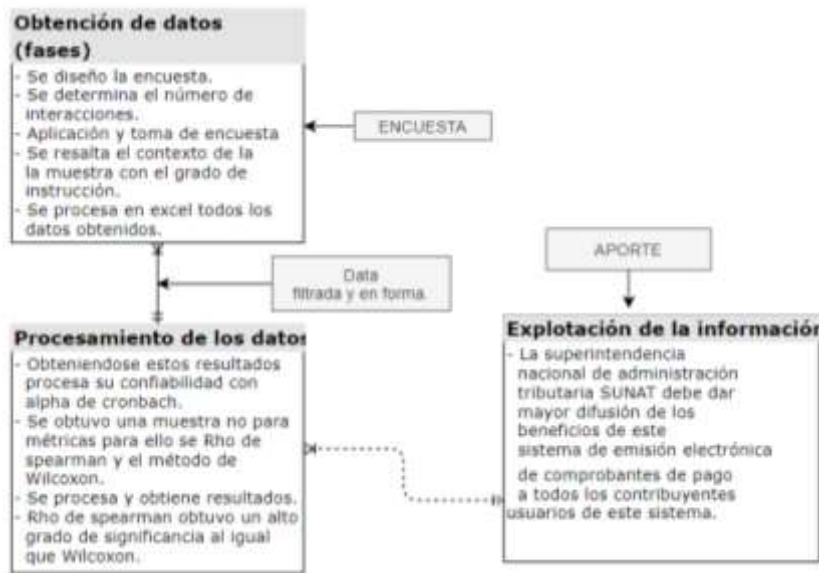 Obtención de datos
(fases)
- Se diseño la encuesta.
- Se determina el número de
interacciones.
- Aplicación y toma de encuesta
- Se resalta el contexto de la
la muestra con el grado de
instrucción.
- Se procesa en excel todos los
datos obtenidos.
ENCUESTA
Data
filtrada y en forma.
Procesamiento de los datos
- Obteniendose estos resultados
procesa su confiabilidad con
alpha de cronbach.
- Se obtuvo una muestra no para
métricas para ello se Rho de
spearman y el método de
Wilcoxon.
- Se procesa y obtiene resultados.
- Rho de spearman obtuvo un alto
grado de significancia al igual
que Wilcoxon.
APORTE
Explotación de la información
- La superintendencia
nacional de administración
tributaria SUNAT debe dar
mayor difusión de los
beneficios de este
sistema de emisión electrónica
de comprobantes de pago
a todos los contribuyentes
usuarios de este sistema.